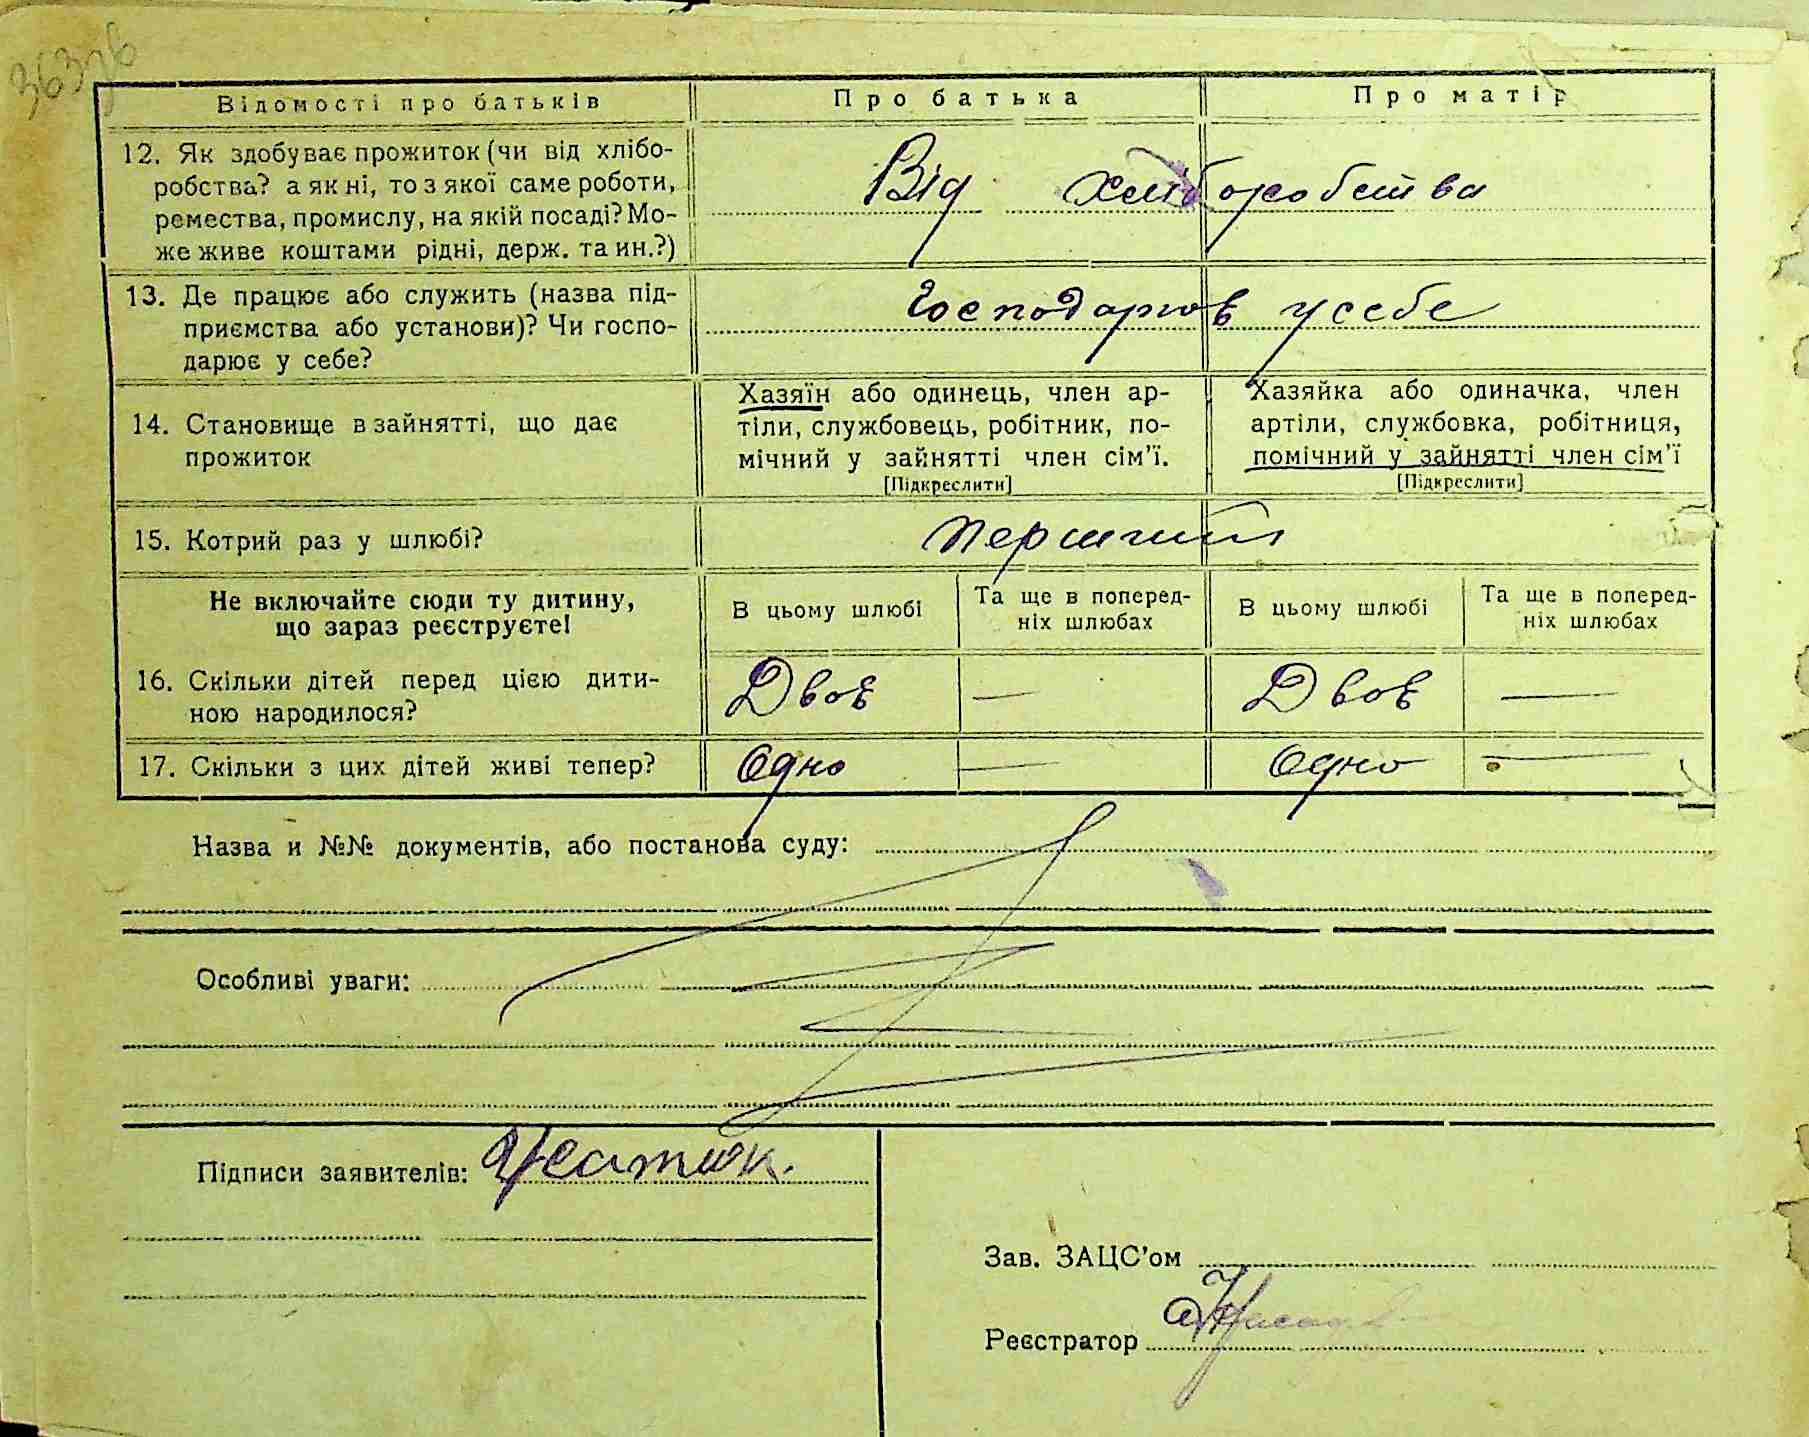 363зв
Відомості про батьків
Про батька
Про матір
12. Як здобуває прожиток (чи від хлібо-
робства? а як ні, то з якої саме роботи,
ремества, промислу, на якій посаді? Мо-
же живе коштами рідні, держ. та ин.?)
Від хліборобства
13. Де працює або служить (назва під-
приємства або установи)? Чи госпо-
дарює у себе?
у себе
14. Становище в зайнятті, що дає
прожиток
Хазяїн або одинець, член ар-
тіли, службовець, робітник, по-
мічний у зайнятті член сім’ї.
[Підкреслити]
Хазяйка або одиначка, член
артіли, службовка, робітниця,
помічний у зайнятті член сім’ї
[Підкреслити]
15. Котрий раз у шлюбі?
Перший
Не включайте сюди ту дитину,
що зараз реєструєте!
В цьому шлюбі
Та ще в поперед-
ніх шлюбах
В цьому шлюбі
Та ще в поперед-
ніх шлюбах
16. Скільки дітей перед цією дити-
ною народилося?
Двоє — Двоє —
17. Скільки з цих дітей живі тепер?
Одно — Одно —
Назва и №№ документів, або постанова суду:
Особливі уваги:
Підписи заявителів:
Зав. ЗАЦС’ом
Реєстратор